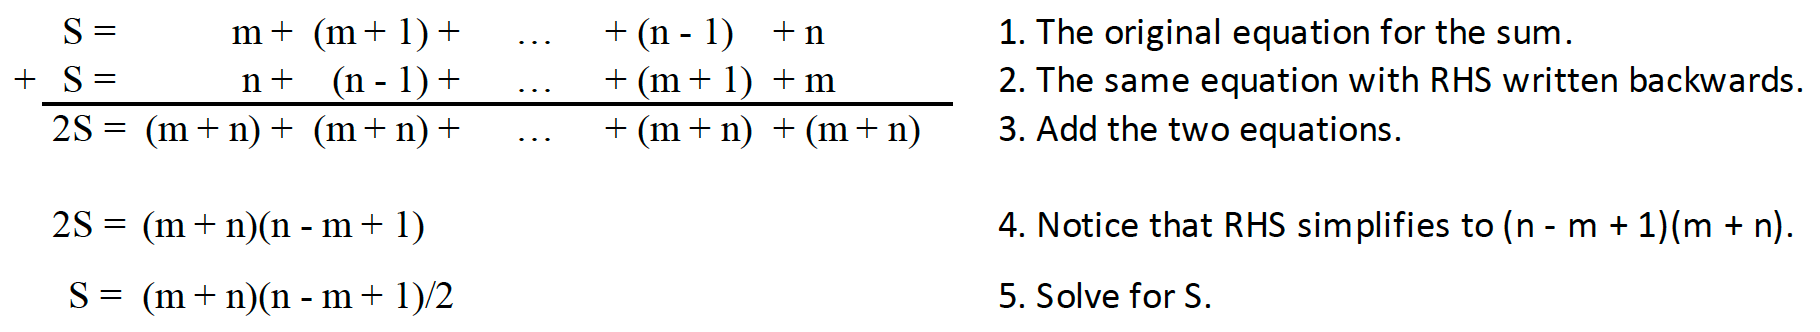 S = m + (m + 1) + ... + (n - 1) + n 1. The original equation for the sum.
+ S = n + (n - 1) + ... + (m + 1) + m 2. The same equation with RHS written backwards.
2S = (m + n) + (m + n) + ... + (m + n) + (m + n) 3. Add the two equations.
2S = (m + n)(n - m + 1) 4. Notice that RHS simplifies to (n - m + 1)(m + n).
S = (m + n)(n - m + 1)/2 5. Solve for S.